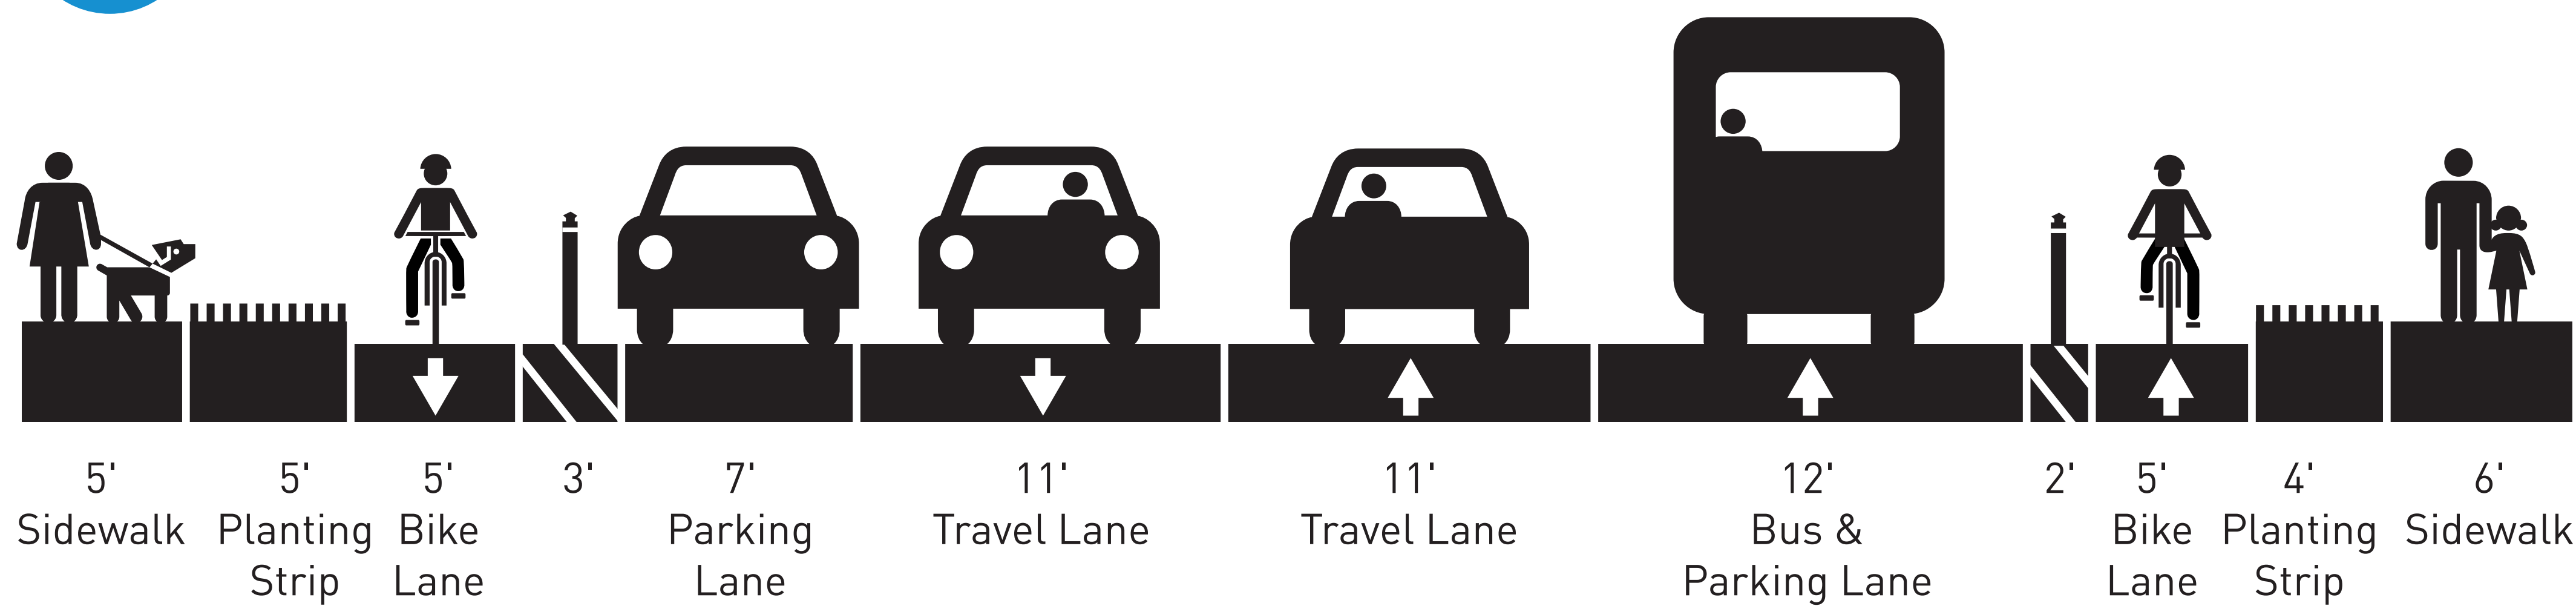 5' 5' 5' 3' 7' 11' 11' 12' 2' 5' 4' 6'
Sidewalk Planting Bike Parking Travel Lane Travel Lane Bus & Bike Planting Sidewalk
Strip Lane Lane Parking Lane Lane Strip